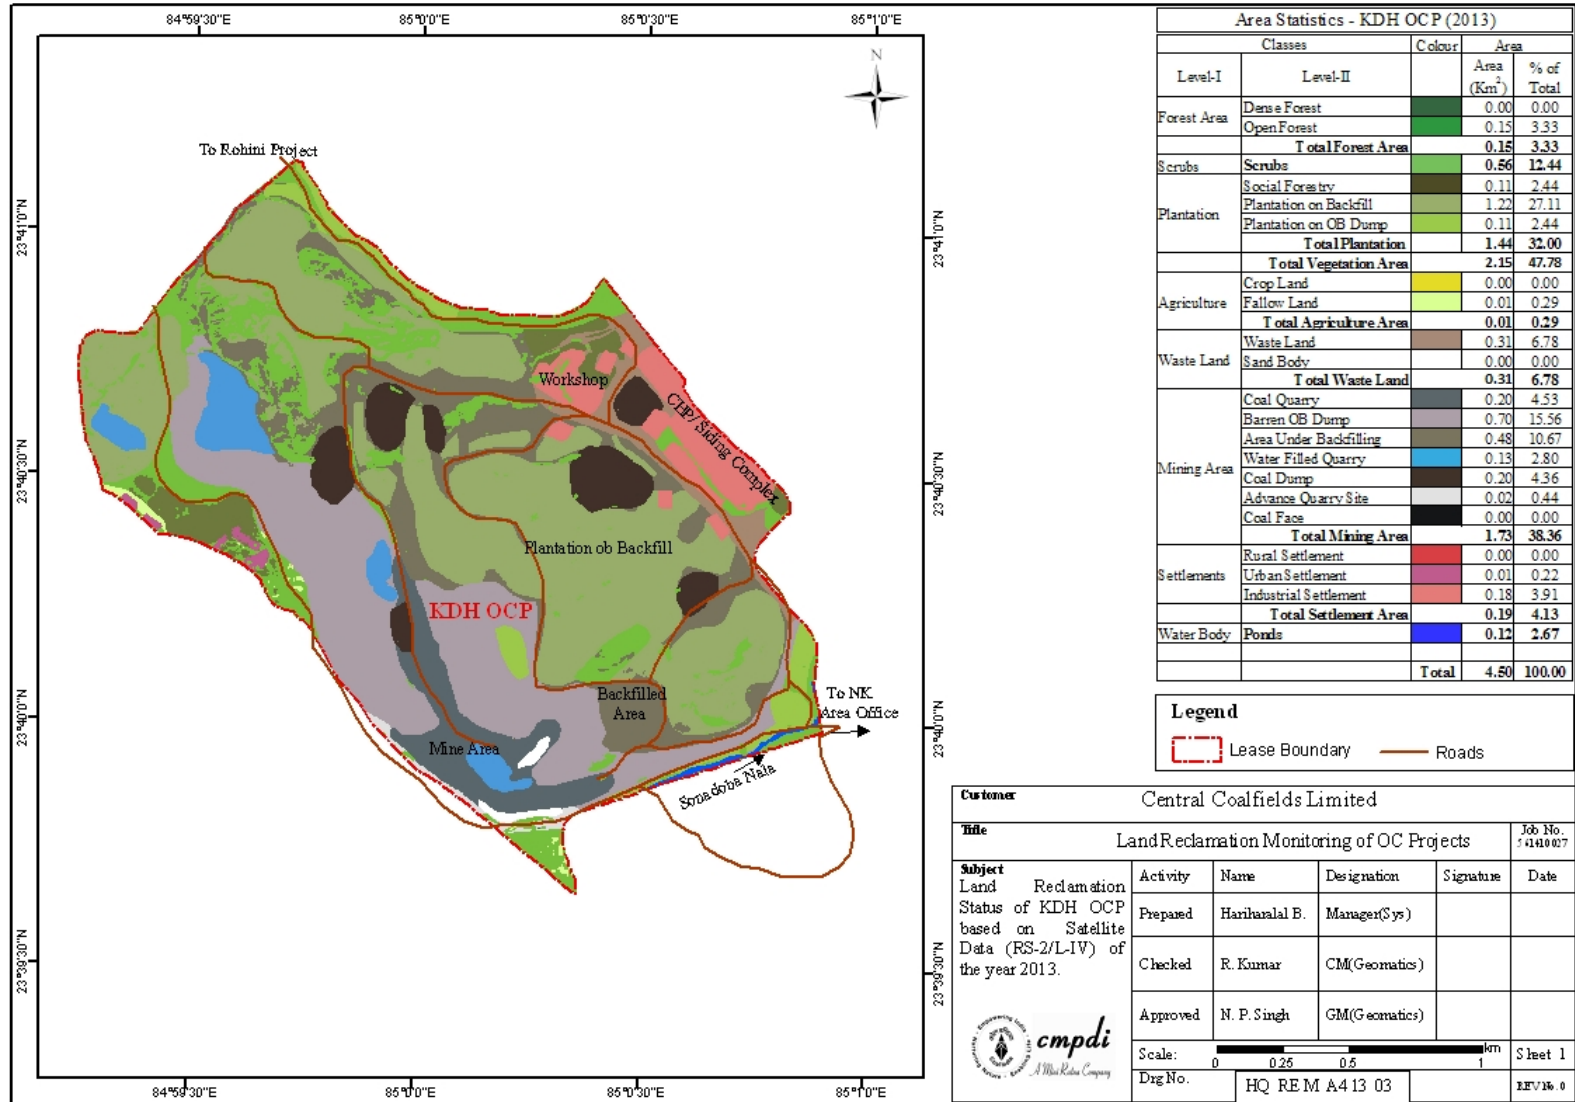 84°59'30"E 85°0'0"E 85°0'30"E 85°1'0"E
N
To Rohini Project
23°41'0"N
23°41'0"N
Workshop
CHP/ Siding Complex
23°40'30"N
23°40'30"N
Plantation ob Backfill
KDH OCP
Backfilled
Area
To NK
Area Office
23°40'0"N
23°40'0"N
Mine Area
Sonadoba Nala
23°39'30"N
23°39'30"N
84°59'30"E 85°0'0"E 85°0'30"E 85°1'0"E
Area Statistics - KDH OCP (2013)
Classes Colour Area
Level-I Level-II Area (Km²) % of Total
Forest Area Dense Forest 0.00 0.00
Open Forest 0.15 3.33
Total Forest Area 0.15 3.33
Scrubs Scrubs 0.56 12.44
Plantation Social Forestry 0.11 2.44
Plantation on Backfill 1.22 27.11
Plantation on OB Dump 0.11 2.44
Total Plantation 1.44 32.00
Total Vegetation Area 2.15 47.78
Agriculture Crop Land 0.00 0.00
Fallow Land 0.01 0.29
Total Agriculture Area 0.01 0.29
Waste Land Waste Land 0.31 6.78
Sand Body 0.00 0.00
Total Waste Land 0.31 6.78
Mining Area Coal Quarry 0.20 4.53
Barren OB Dump 0.70 15.56
Area Under Backfilling 0.48 10.67
Water Filled Quarry 0.13 2.80
Coal Dump 0.20 4.36
Advance Quarry Site 0.02 0.44
Coal Face 0.00 0.00
Total Mining Area 1.73 38.36
Settlements Rural Settlement 0.00 0.00
Urban Settlement 0.01 0.22
Industrial Settlement 0.18 3.91
Total Settlement Area 0.19 4.13
Water Body Ponds 0.12 2.67
Total 4.50 100.00
Legend
Lease Boundary Roads
Customer Central Coalfields Limited
Title Land Reclamation Monitoring of OC Projects Job No.
Subject
Land Reclamation
Status of KDH OCP
based on Satellite
Data (RS-2/L-IV) of
the year 2013.
Activity Name Designation Signature Date
Prepared Hariharalal B. Manager(Sys)
Checked R. Kumar CM(Geomatics)
Approved N. P. Singh GM(Geomatics)
cmpdi
A Mini Ratna Company
Scale: 0 0.25 0.5 1 km Sheet 1
Drg No. HQ REM A413 03 REV No. 0